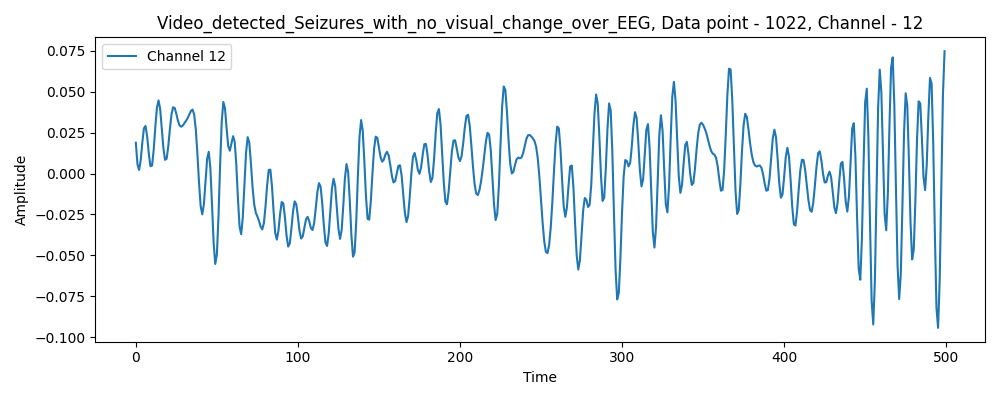 Video_detected_Seizures_with_no_visual_change_over_EEG, Data point - 1022, Channel - 12
Channel 12
0.075
0.050
0.025
0.000
−0.025
−0.050
−0.075
−0.100
Amplitude
0 100 200 300 400 500
Time